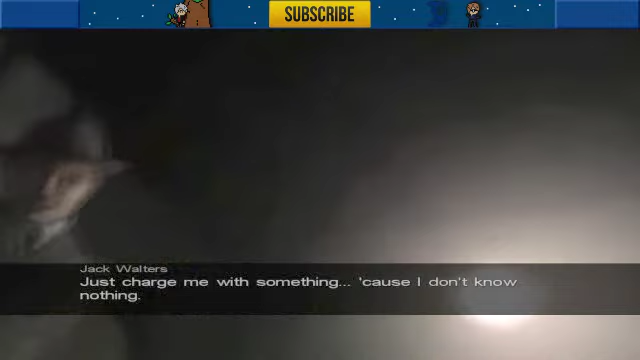 SUBSCRIBE
Jack Walters
Just charge me with something... 'cause I don't know
nothing.